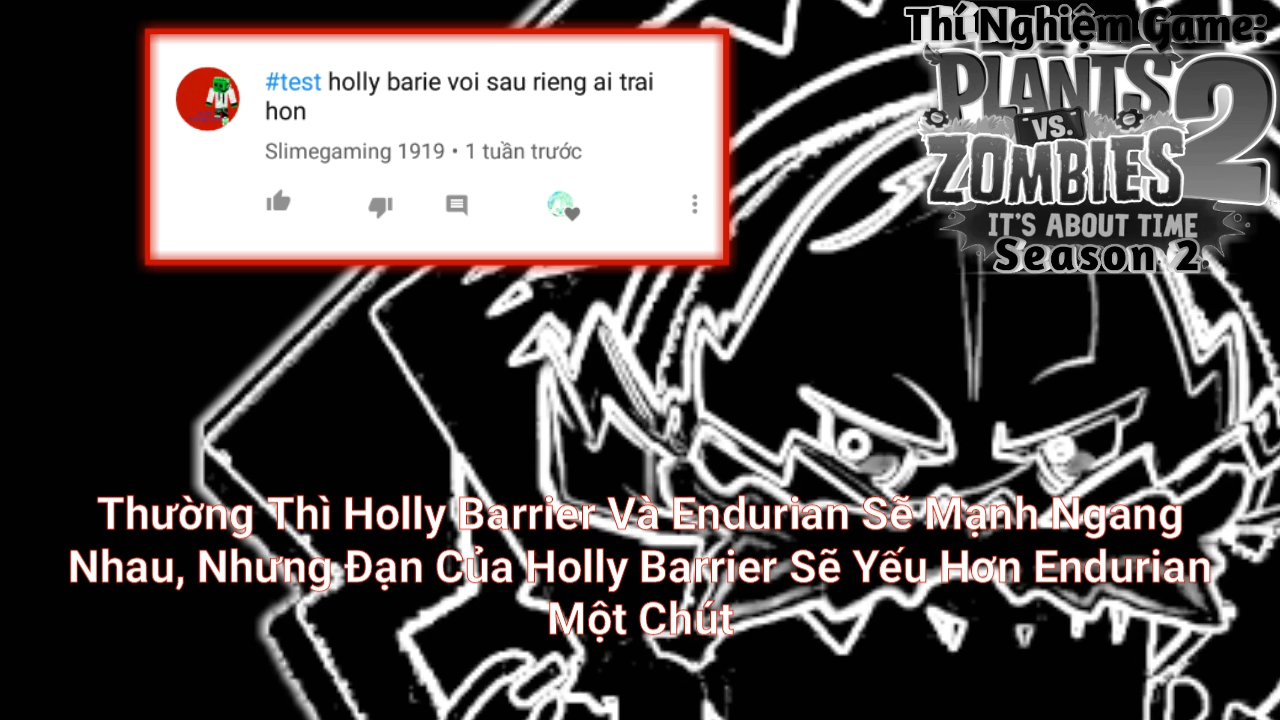 #test holly barie voi sau rieng ai trai
hon
Slimegaming 1919 • 1 tuần trước
Thí Nghiệm Game:
PLANTS
VS.
ZOMBIES
2
IT'S ABOUT TIME
Season 2
Thường Thì Holly Barrier Và Endurian Sẽ Mạnh Ngang
Nhau, Nhưng Đạn Của Holly Barrier Sẽ Yếu Hơn Endurian
Một Chút